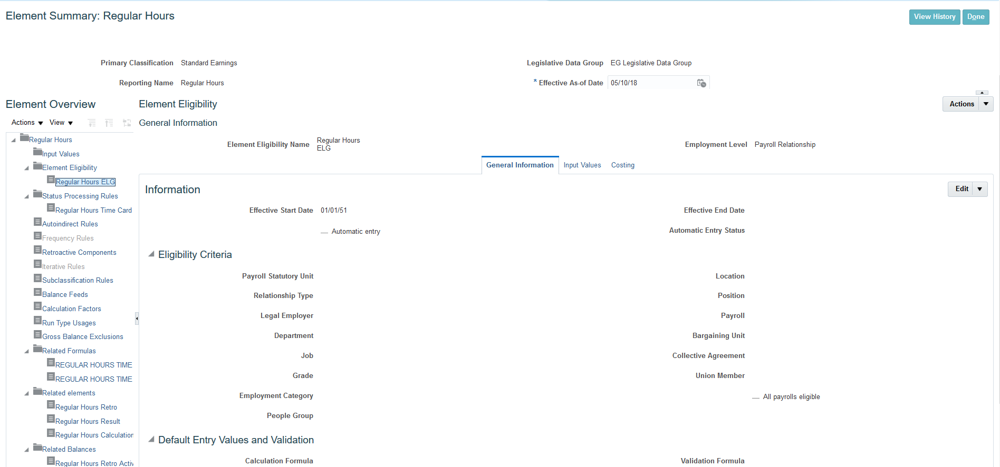 Element Summary: Regular Hours
View History
Done
Primary Classification Standard Earnings
Legislative Data Group EG Legislative Data Group
Reporting Name Regular Hours
* Effective As-of Date 05/10/18
Element Overview
Actions View
Regular Hours
Input Values
Element Eligibility
Regular Hours ELG
Status Processing Rules
Regular Hours Time Card
Autoindirect Rules
Frequency Rules
Retroactive Components
Iterative Rules
Subclassification Rules
Balance Feeds
Calculation Factors
Run Type Usages
Gross Balance Exclusions
Related Formulas
REGULAR HOURS TIME
REGULAR HOURS TIME
Related elements
Regular Hours Retro
Regular Hours Result
Regular Hours Calculation
Related Balances
Regular Hours Retro Activ
Element Eligibility
Actions
General Information
Element Eligibility Name Regular Hours
ELG
Employment Level Payroll Relationship
General Information Input Values Costing
Information
Edit
Effective Start Date 01/01/51
Effective End Date
Automatic entry
Automatic Entry Status
Eligibility Criteria
Payroll Statutory Unit
Location
Relationship Type
Position
Legal Employer
Payroll
Department
Bargaining Unit
Job
Collective Agreement
Grade
Union Member
Employment Category
All payrolls eligible
People Group
Default Entry Values and Validation
Calculation Formula
Validation Formula